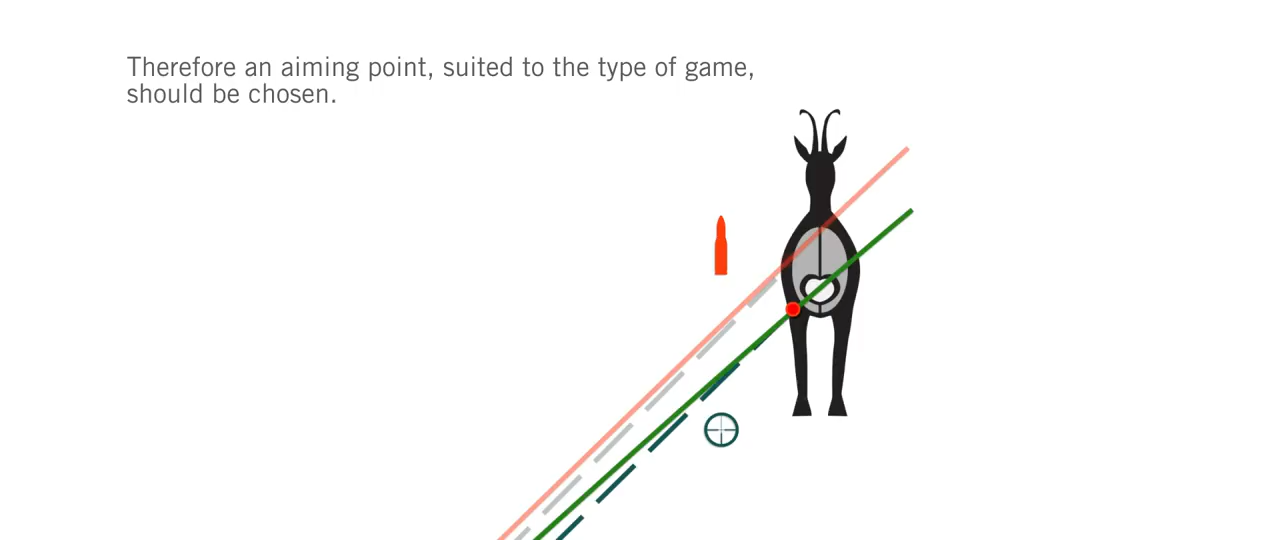 Therefore an aiming point, suited to the type of game,
should be chosen.